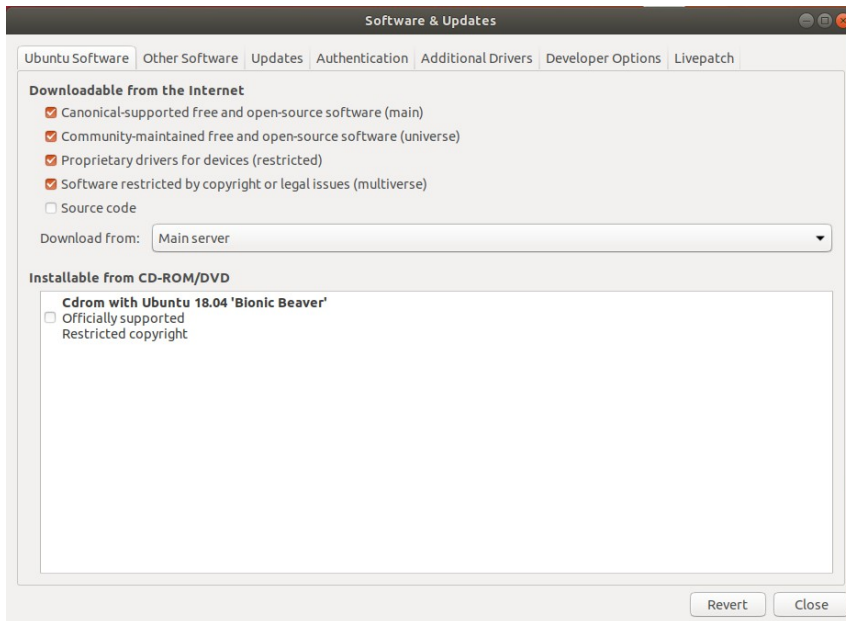 Software & Updates
Ubuntu Software Other Software Updates Authentication Additional Drivers Developer Options Livepatch
Downloadable from the Internet
Canonical-supported free and open-source software (main)
Community-maintained free and open-source software (universe)
Proprietary drivers for devices (restricted)
Software restricted by copyright or legal issues (multiverse)
Source code
Download from: Main server
Installable from CD-ROM/DVD
Cdrom with Ubuntu 18.04 'Bionic Beaver'
Officially supported
Restricted copyright
Revert Close